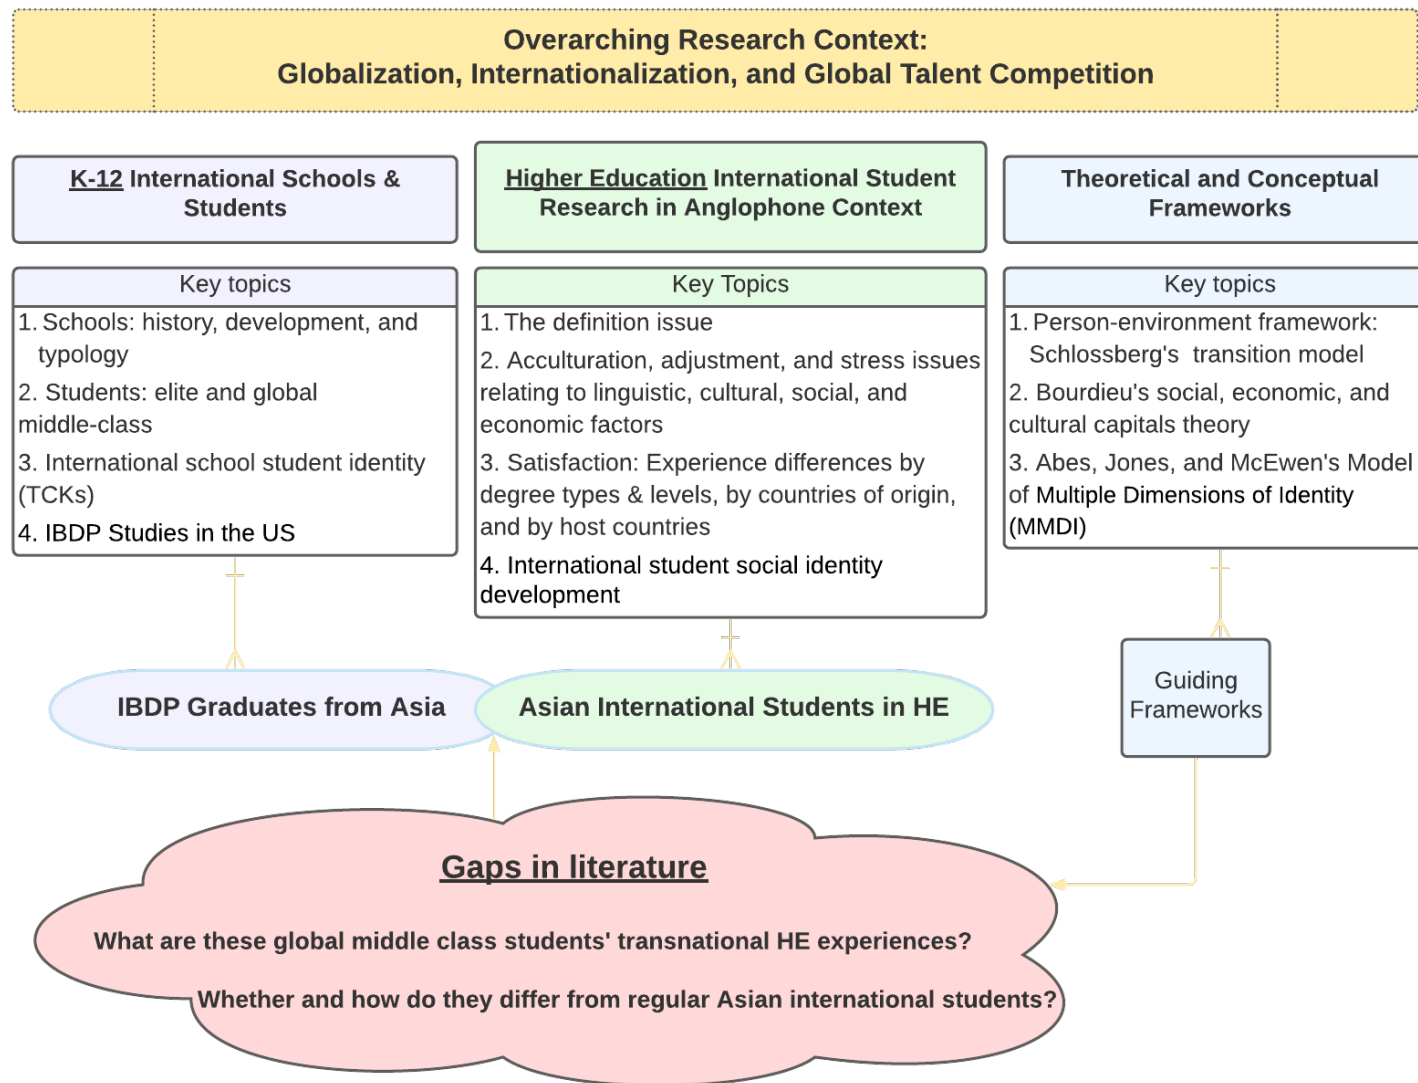 Overarching Research Context:
Globalization, Internationalization, and Global Talent Competition
K-12 International Schools &
Students
Key topics
1. Schools: history, development, and
typology
2. Students: elite and global
middle-class
3. International school student identity
(TCKs)
4. IBDP Studies in the US
Higher Education International Student
Research in Anglophone Context
Key Topics
1. The definition issue
2. Acculturation, adjustment, and stress issues
relating to linguistic, cultural, social, and
economic factors
3. Satisfaction: Experience differences by
degree types & levels, by countries of origin,
and by host countries
4. International student social identity
development
Theoretical and Conceptual
Frameworks
Key topics
1. Person-environment framework:
Schlossberg's transition model
2. Bourdieu's social, economic, and
cultural capitals theory
3. Abes, Jones, and McEwen's Model
of Multiple Dimensions of Identity
(MMDI)
IBDP Graduates from Asia
Asian International Students in HE
Guiding
Frameworks
Gaps in literature
What are these global middle class students' transnational HE experiences?
Whether and how do they differ from regular Asian international students?